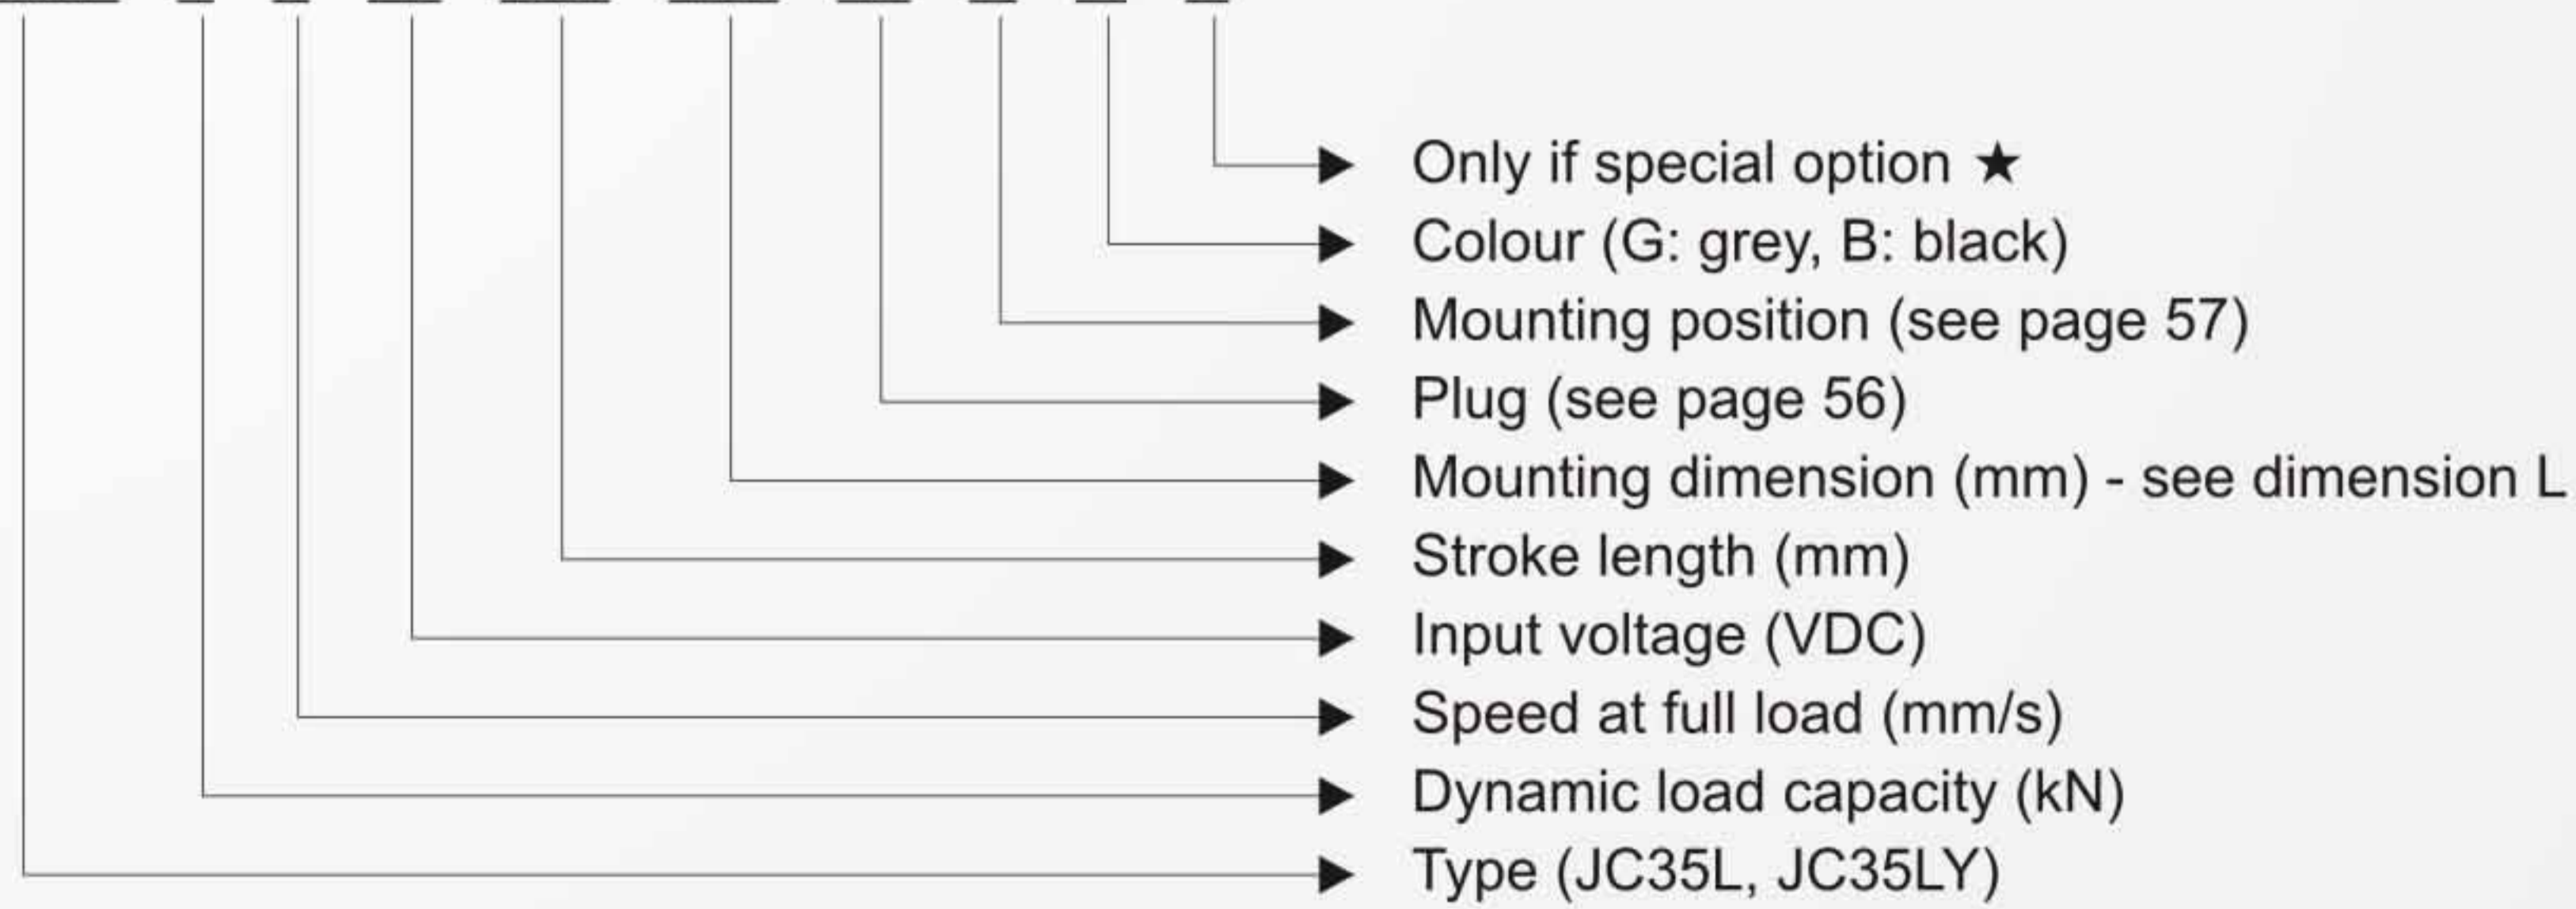 Only if special option ★
Colour (G: grey, B: black)
Mounting position (see page 57)
Plug (see page 56)
Mounting dimension (mm) - see dimension L
Stroke length (mm)
Input voltage (VDC)
Speed at full load (mm/s)
Dynamic load capacity (kN)
Type (JC35L, JC35LY)